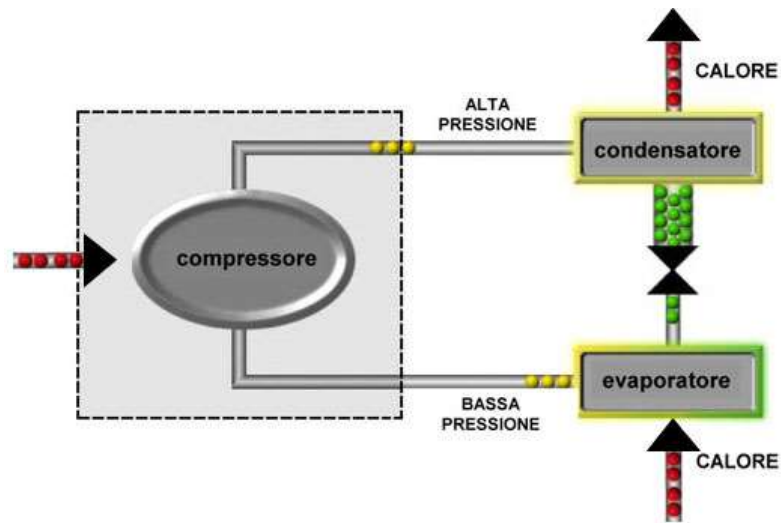 CALORE
ALTA
PRESSIONE
condensatore
compressore
evaporatore
BASSA
PRESSIONE
CALORE